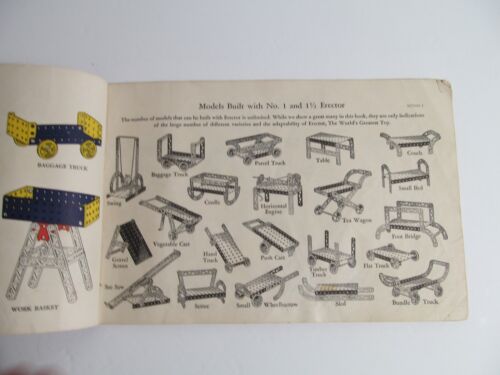 Models Built with No. 1 and 1½ Erector
The number of models that can be built with Erector is unlimited. While we show a great many in this book, they are only indications
of the large number of different varieties and the adaptability of Erector, The World's Greatest Toy.
BAGGAGE TRUCK
WORK BASKET
Swing
Baggage Truck
Parcel Truck
Table
Couch
Cradle
Horizontal
Engine
Tea Wagon
Small Bed
Gravel
Screen
Vegetable Cart
Hand
Truck
Push Cart
Timber
Truck
Flat Truck
Foot Bridge
See Saw
Settee
Small Wheelbarrow
Sled
Bundle Truck